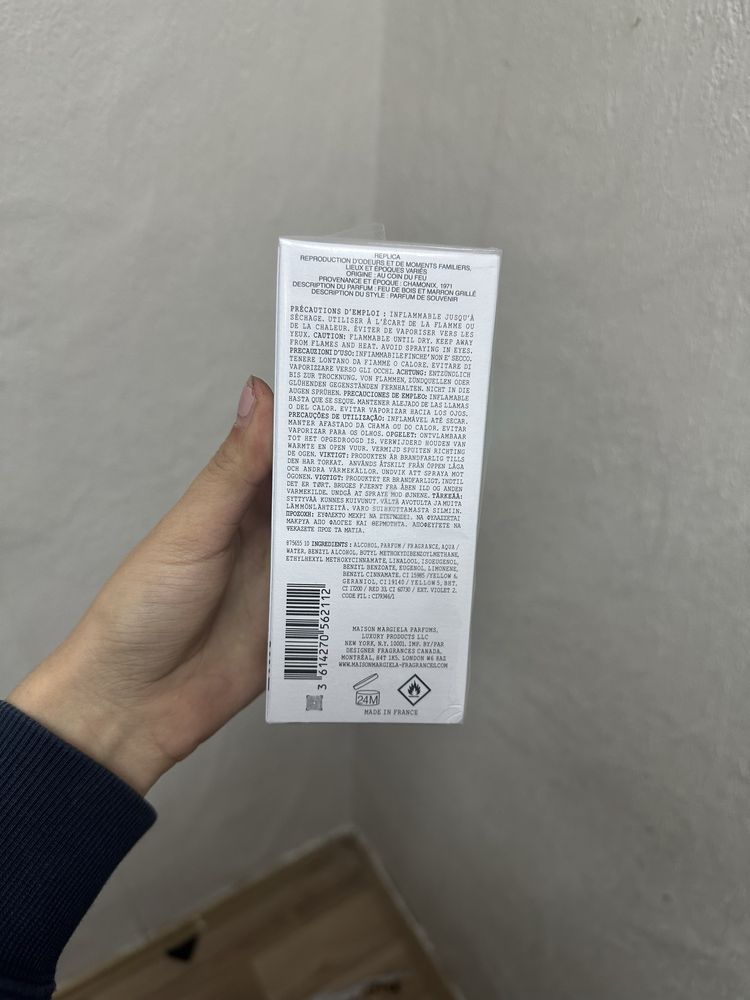 REPLICA
REPRODUCTION D'ODEURS ET DE MOMENTS FAMILIERS,
LIEUX ET ÉPOQUES VARIÉS
ORIGINE : AU COIN DU FEU
PROVENANCE ET ÉPOQUE : CHAMONIX, 1971
DESCRIPTION DU PARFUM : FEU DE BOIS ET MARRON GRILLÉ
DESCRIPTION DU STYLE : PARFUM DE SOUVENIR
PRÉCAUTIONS D'EMPLOI : INFLAMMABLE JUSQU'À
SÉCHAGE. UTILISER À L'ÉCART DE LA FLAMME OU
DE LA CHALEUR. ÉVITER DE VAPORISER VERS LES
YEUX. CAUTION: FLAMMABLE UNTIL DRY. KEEP AWAY
FROM FLAMES AND HEAT. AVOID SPRAYING IN EYES.
PRECAUZIONI D'USO: INFIAMMABILE FINCHE' NON E' SECCO.
TENERE LONTANO DA FIAMME O CALORE. EVITARE DI
VAPORIZZARE VERSO GLI OCCHI. ACHTUNG: ENTZÜNDLICH
BIS ZUR TROCKNUNG. VON FLAMMEN, ZÜNDQUELLEN ODER
GLÜHENDEN GEGENSTÄNDEN FERNHALTEN. NICHT IN DIE
AUGEN SPRÜHEN. PRECAUCIONES DE EMPLEO: INFLAMABLE
HASTA QUE SE SEQUE. MANTENER ALEJADO DE LAS LLAMAS
O DEL CALOR. EVITAR VAPORIZAR HACIA LOS OJOS.
PRECAUÇÕES DE UTILIZAÇÃO: INFLAMÁVEL ATÉ SECAR.
MANTER AFASTADO DA CHAMA OU DO CALOR. EVITAR
VAPORIZAR PARA OS OLHOS. OPGELET: ONTVLAMBAAR
TOT HET OPGEDROOGD IS. VERWIJDERD HOUDEN VAN
WARMTE EN OPEN VUUR. VERMIJD SPUITEN RICHTING
DE OGEN. VIKTIGT: PRODUKTEN ÄR BRANDFARLIG TILLS
DEN HAR TORKAT. ANVÄNDS ÅTSKILT FRÅN ÖPPEN LÅGA
OCH ANDRA VÄRMEKÄLLOR. UNDVIK ATT SPRAYA MOT
ÖGONEN. VIGTIGT: PRODUKTET ER BRANDFARLIGT, INDTIL
DET ER TØRT. BRUGES FJERNT FRA ÅBEN ILD OG ANDEN
VARMEKILDE. UNDGÅ AT SPRAYE MOD ØJNENE. TÄRKEÄÄ:
SYTTYVÄÄ KUNNES KUIVUNUT. VÄLTÄ AVOTULTA JA MUITA
LÄMMÖNLÄHTEITÄ. VARO SUIHKUTTAMASTA SILMIIN.
ΠΡΟΣΟΧΗ: ΕΥΦΛΕΚΤΟ ΜΕΧΡΙ ΝΑ ΣΤΕΓΝΩΣΕΙ. ΝΑ ΦΥΛΑΣΣΕΤΑΙ
ΜΑΚΡΥΑ ΑΠΟ ΦΛΟΓΕΣ ΚΑΙ ΘΕΡΜΟΤΗΤΑ. ΑΠΟΦΕΥΓΕΤΕ ΝΑ
ΨΕΚΑΖΕΤΕ ΠΡΟΣ ΤΑ ΜΑΤΙΑ.
875655 10 INGREDIENTS : ALCOHOL, PARFUM / FRAGRANCE, AQUA /
WATER, BENZYL ALCOHOL, BUTYL METHOXYDIBENZOYLMETHANE,
ETHYLHEXYL METHOXYCINNAMATE, LINALOOL, ISOEUGENOL,
BENZYL BENZOATE, EUGENOL, LIMONENE,
BENZYL CINNAMATE, CI 15985 / YELLOW 6,
GERANIOL, CI 19140 / YELLOW 5, BHT,
CI 17200 / RED 33, CI 60730 / EXT. VIOLET 2.
CODE FIL : C179346/1
3 614270 562112
MAISON MARGIELA PARFUMS,
LUXURY PRODUCTS LLC
NEW YORK, N.Y. 10001. IMP. BY/PAR
DESIGNER FRAGRANCES CANADA.
MONTRÉAL, H4T 1K5. LONDON W6 8AZ
WWW.MAISONMARGIELA-FRAGRANCES.COM
24M
MADE IN FRANCE